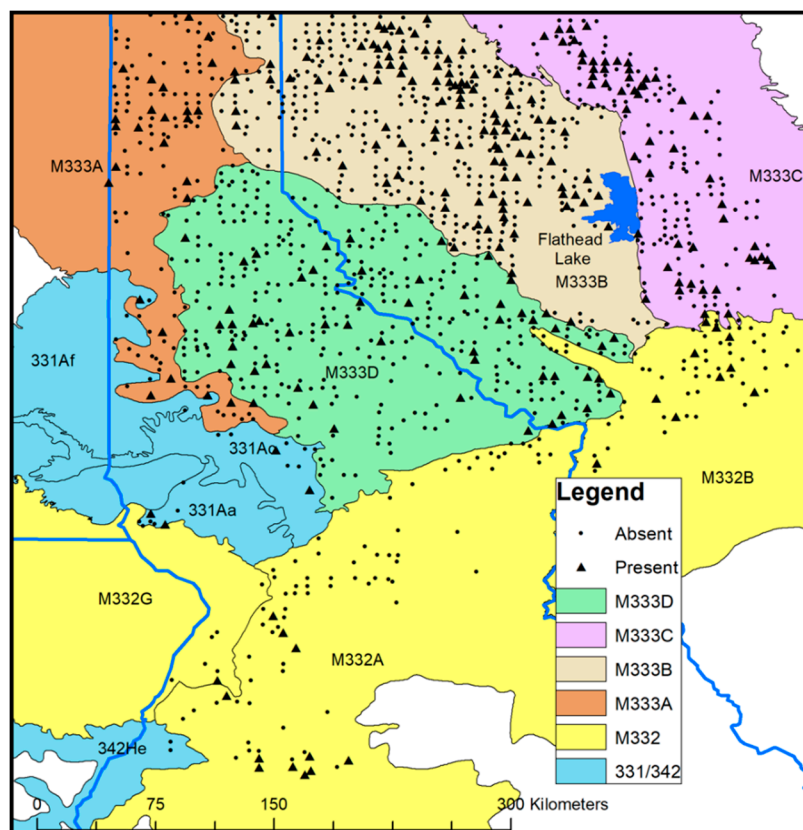 M333A
M333C
Flathead
Lake
M333B
331Af
M333D
331Ac
M332B
331Aa
M332G
M332A
342He
Legend
Absent
Present
M333D
M333C
M333B
M333A
M332
331/342
0 75 150 300 Kilometers